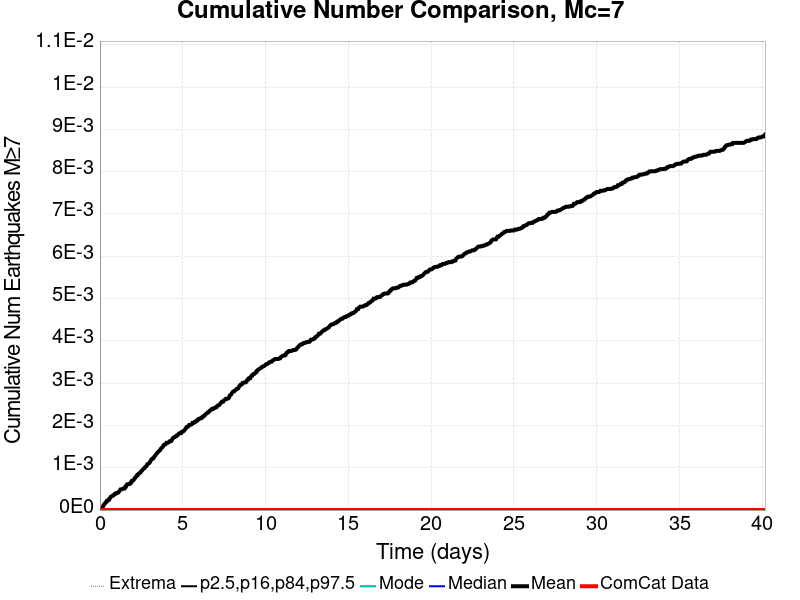 Cumulative Number Comparison, Mc=7
Cumulative Num Earthquakes M≥7
1.1E-2
1E-2
9E-3
8E-3
7E-3
6E-3
5E-3
4E-3
3E-3
2E-3
1E-3
0E0
0 5 10 15 20 25 30 35 40
Time (days)
Extrema p2.5,p16,p84,p97.5 Mode Median Mean ComCat Data